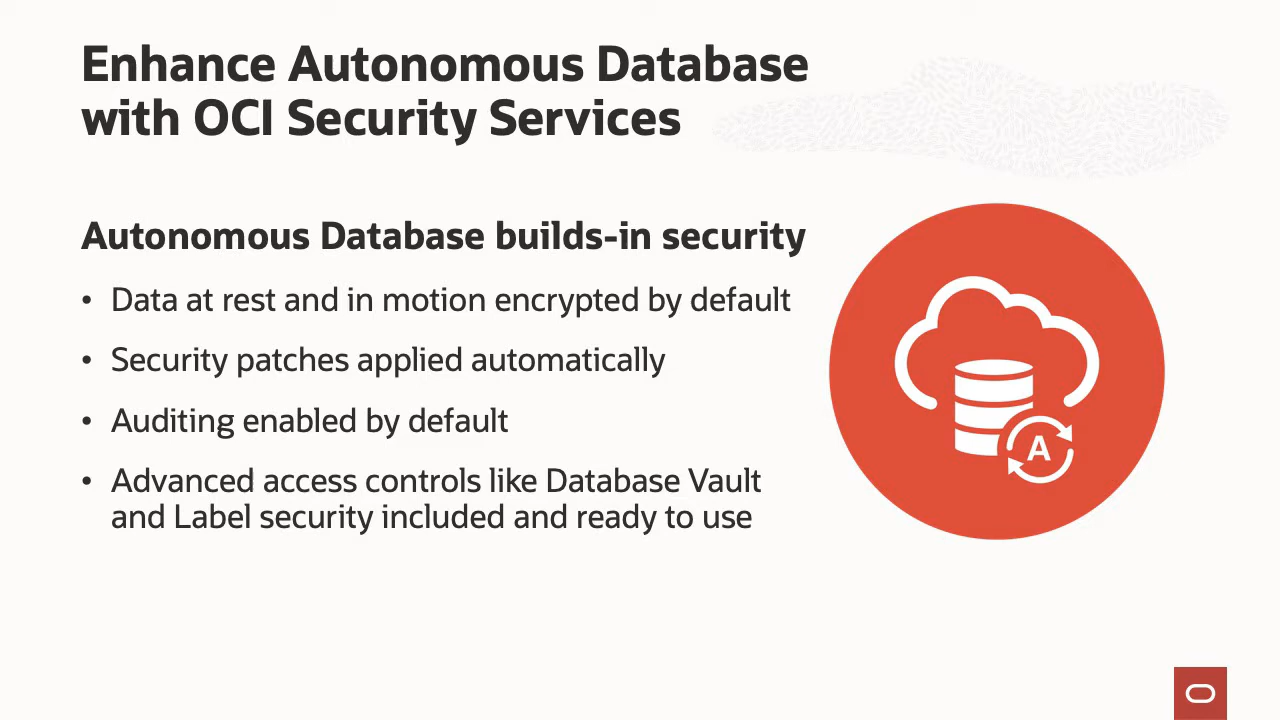 Enhance Autonomous Database
with OCI Security Services
Autonomous Database builds-in security
• Data at rest and in motion encrypted by default
• Security patches applied automatically
• Auditing enabled by default
• Advanced access controls like Database Vault
and Label security included and ready to use
A